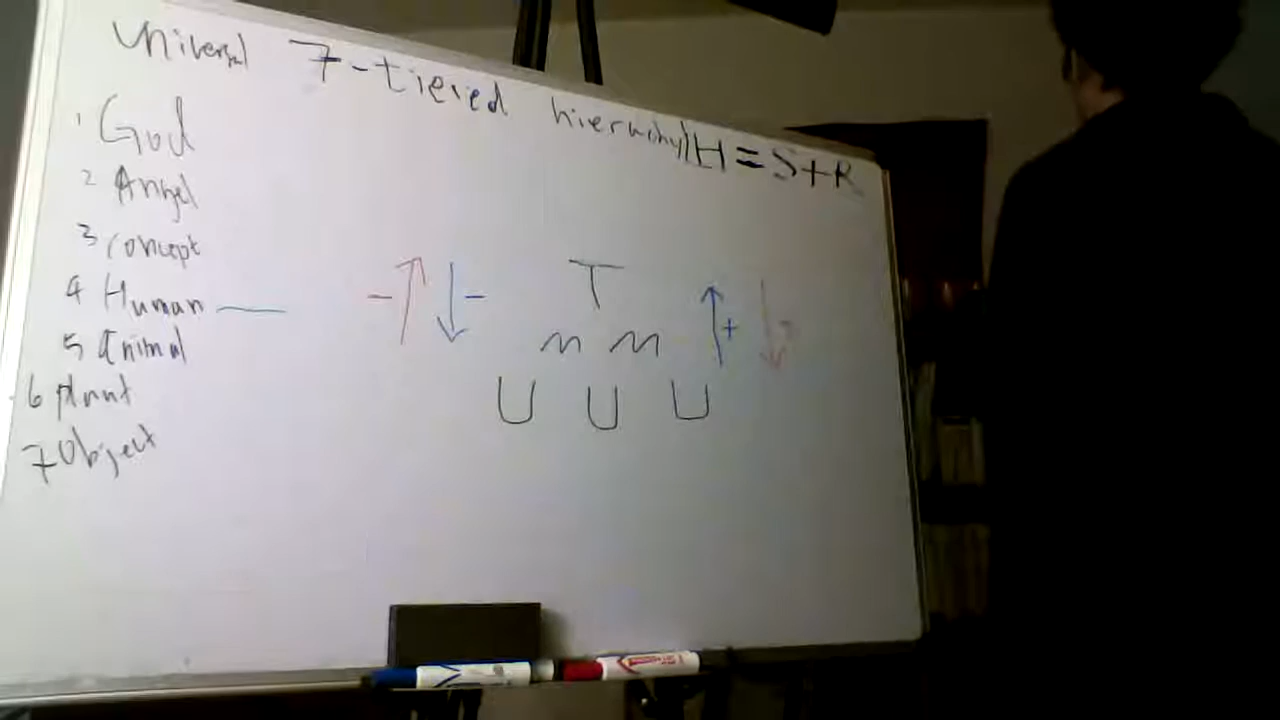 Universal 7-tiered hierarchy H = S+R
1 God
2 Angel
3 concept
4 Human
5 Animal
6 plant
7 Object
- -
T
m m +
U U U